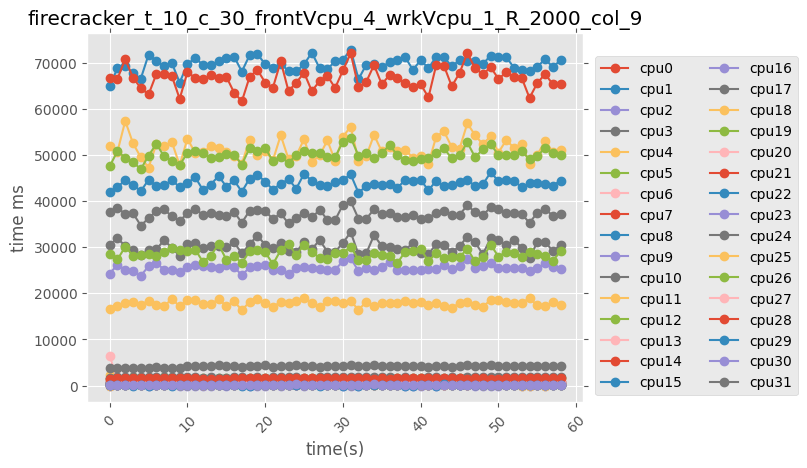 firecracker_t_10_c_30_frontVcpu_4_wrkVcpu_1_R_2000_col_9
70000
60000
50000
40000
30000
20000
10000
0
time ms
0
10
20
30
40
50
60
time(s)
cpu0
cpu1
cpu2
cpu3
cpu4
cpu5
cpu6
cpu7
cpu8
cpu9
cpu10
cpu11
cpu12
cpu13
cpu14
cpu15
cpu16
cpu17
cpu18
cpu19
cpu20
cpu21
cpu22
cpu23
cpu24
cpu25
cpu26
cpu27
cpu28
cpu29
cpu30
cpu31